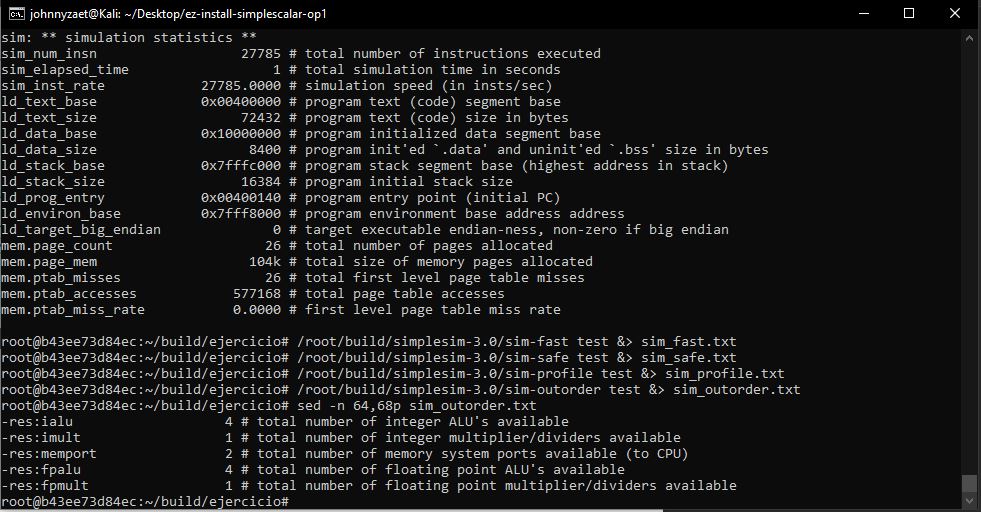 johnnyzaet@Kali: ~/Desktop/ez-install-simplescalar-op1
sim: ** simulation statistics **
sim_num_insn                  27785 # total number of instructions executed
sim_elapsed_time                  1 # total simulation time in seconds
sim_inst_rate            27785.0000 # simulation speed (in insts/sec)
ld_text_base             0x00400000 # program text (code) segment base
ld_text_size                  72432 # program text (code) size in bytes
ld_data_base             0x10000000 # program initialized data segment base
ld_data_size                   8400 # program init'ed `.data' and uninit'ed `.bss' size in bytes
ld_stack_base            0x7fffc000 # program stack segment base (highest address in stack)
ld_stack_size                 16384 # program initial stack size
ld_prog_entry            0x00400140 # program entry point (initial PC)
ld_environ_base          0x7fff8000 # program environment base address address
ld_target_big_endian              0 # target executable endian-ness, non-zero if big endian
mem.page_count                   26 # total number of pages allocated
mem.page_mem                   104k # total size of memory pages allocated
mem.ptab_misses                  26 # total first level page table misses
mem.ptab_accesses            577168 # total page table accesses
mem.ptab_miss_rate           0.0000 # first level page table miss rate
root@b43ee73d84ec:~/build/ejercicio# /root/build/simplesim-3.0/sim-fast test &> sim_fast.txt
root@b43ee73d84ec:~/build/ejercicio# /root/build/simplesim-3.0/sim-safe test &> sim_safe.txt
root@b43ee73d84ec:~/build/ejercicio# /root/build/simplesim-3.0/sim-profile test &> sim_profile.txt
root@b43ee73d84ec:~/build/ejercicio# /root/build/simplesim-3.0/sim-outorder test &> sim_outorder.txt
root@b43ee73d84ec:~/build/ejercicio# sed -n 64,68p sim_outorder.txt
-res:ialu                   4 # total number of integer ALU's available
-res:imult                  1 # total number of integer multiplier/dividers available
-res:memport                2 # total number of memory system ports available (to CPU)
-res:fpalu                  4 # total number of floating point ALU's available
-res:fpmult                 1 # total number of floating point multiplier/dividers available
root@b43ee73d84ec:~/build/ejercicio#